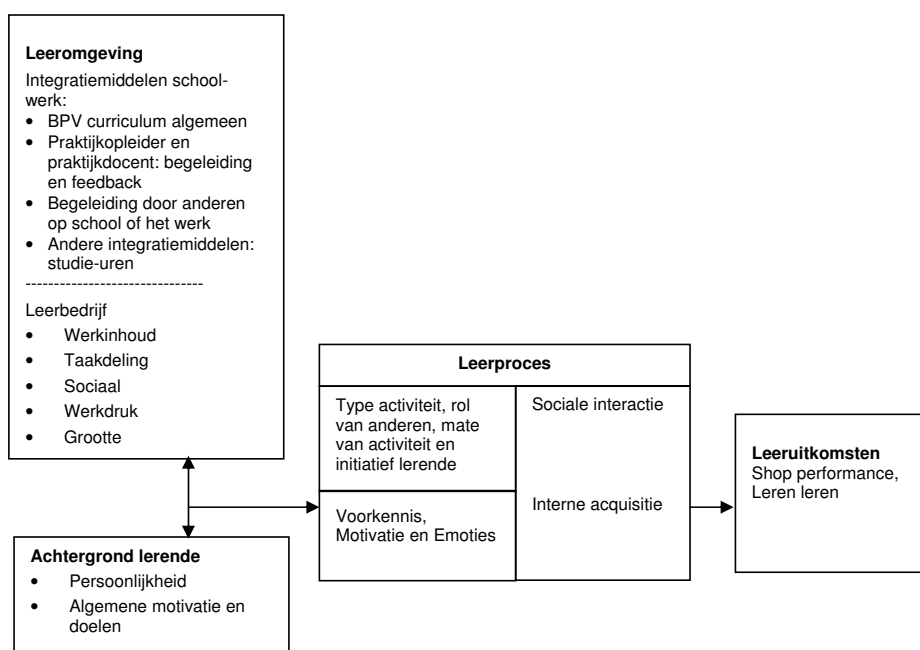 Leeromgeving
Integratiemiddelen school-
werk:
• BPV curriculum algemeen
• Praktijkopleider en
praktijkdocent: begeleiding
en feedback
• Begeleiding door anderen
op school of het werk
• Andere integratiemiddelen:
studie-uren
-------------------------------
Leerbedrijf
• Werkinhoud
• Taakdeling
• Sociaal
• Werkdruk
• Grootte
Achtergrond lerende
• Persoonlijkheid
• Algemene motivatie en
doelen
Leerproces
Type activiteit, rol
van anderen, mate
van activiteit en
initiatief lerende
Voorkennis,
Motivatie en Emoties
Sociale interactie
Interne acquisitie
Leeruitkomsten
Shop performance,
Leren leren